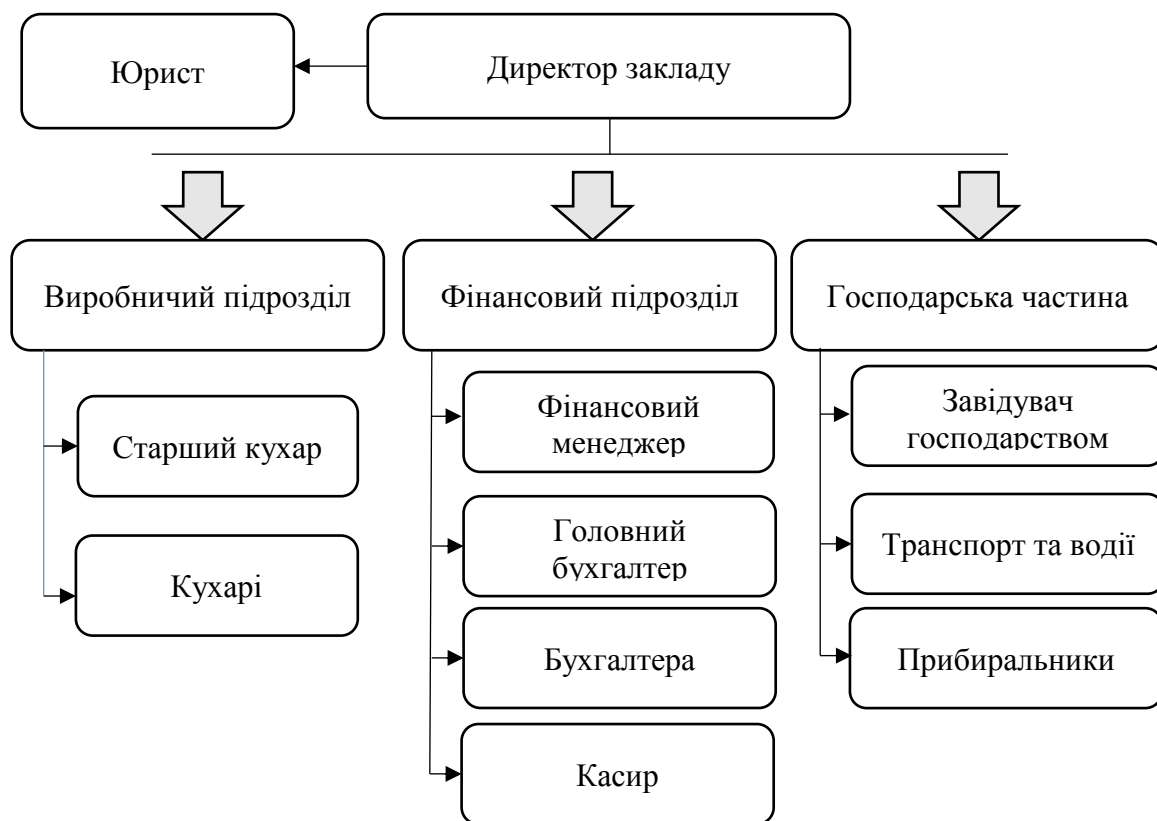 Юрист
Директор закладу
Виробничий підрозділ
Фінансовий підрозділ
Господарська частина
Старший кухар
Кухарі
Фінансовий
менеджер
Головний
бухгалтер
Бухгалтера
Касир
Завідувач
господарством
Транспорт та водії
Прибиральники